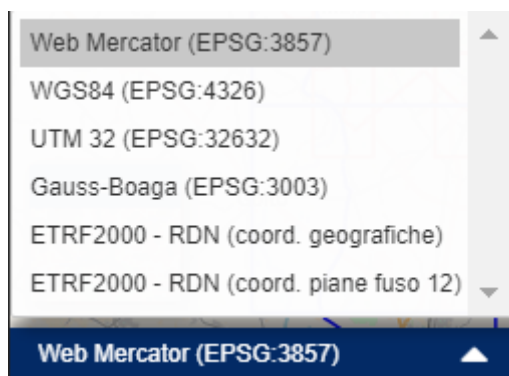 Web Mercator (EPSG:3857)
WGS84 (EPSG:4326)
UTM 32 (EPSG:32632)
Gauss-Boaga (EPSG:3003)
ETRF2000 - RDN (coord. geografiche)
ETRF2000 - RDN (coord. piane fuso 12)
Web Mercator (EPSG:3857)